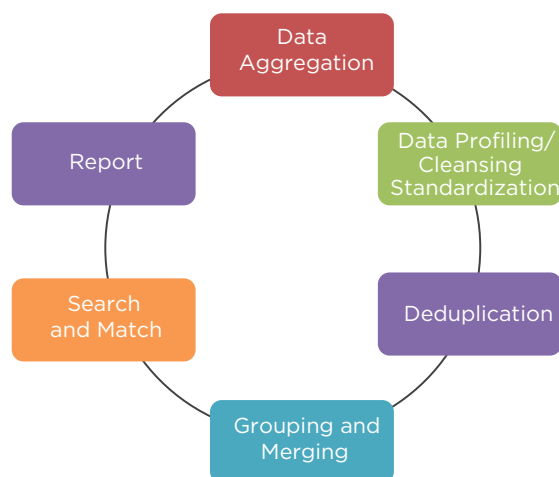 Data
Aggregation
Data Profiling/
Cleansing
Standardization
Deduplication
Grouping and
Merging
Search
and Match
Report